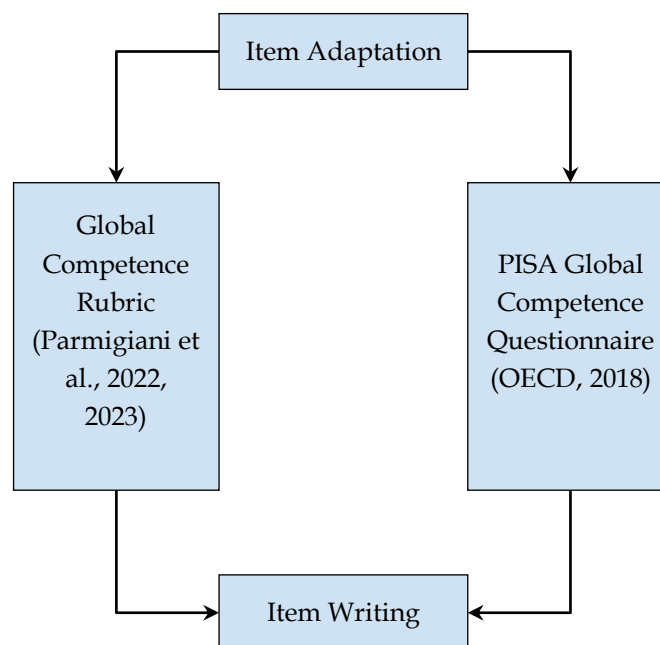 Item Adaptation
Global
Competence
Rubric
(Parmigiani et
al., 2022,
2023)
PISA Global
Competence
Questionnaire
(OECD, 2018)
Item Writing